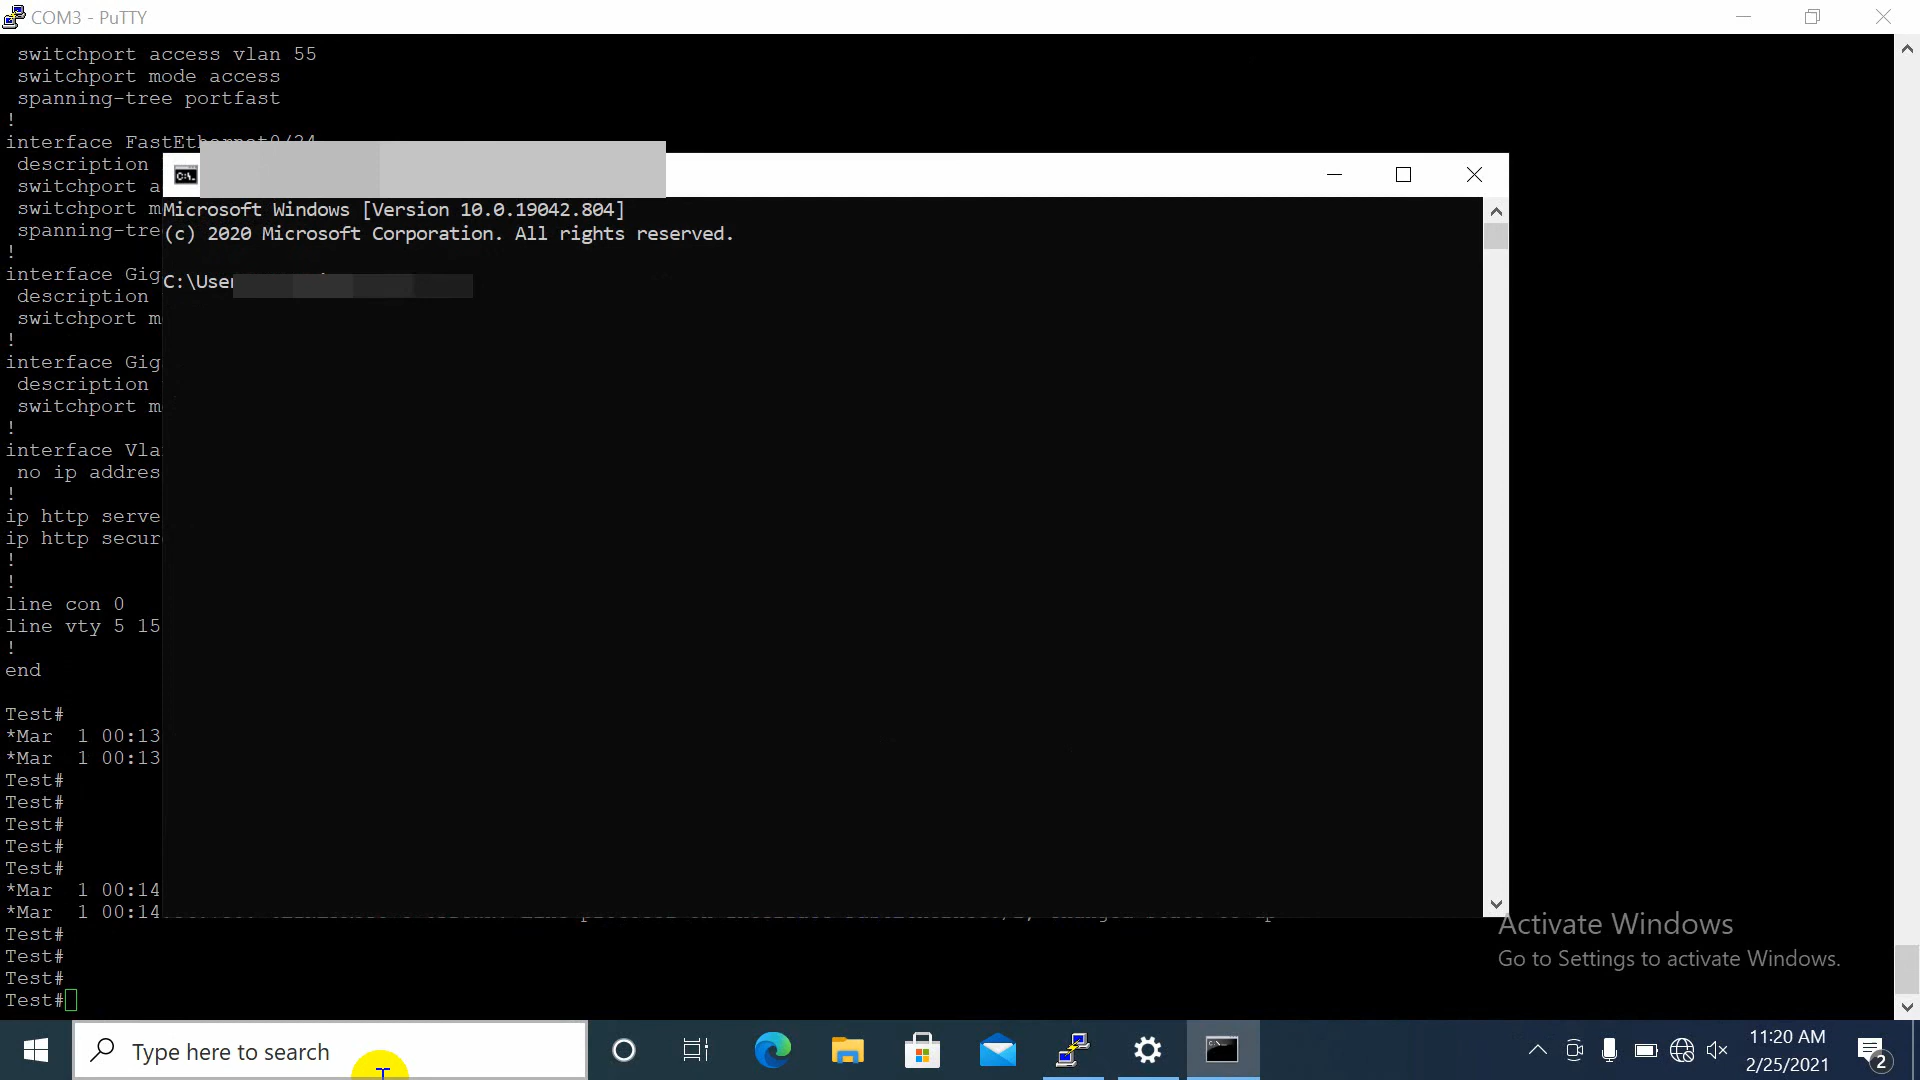 COM3 - PuTTY
switchport access vlan 55
switchport mode access
spanning-tree portfast
!
interface FastEthernet0/24
description
switchport a
switchport m
spanning-tree
!
interface Gig
description
switchport m
!
interface Gig
description
switchport m
!
interface Vla
no ip addres
!
ip http serve
ip http secur
!
!
line con 0
line vty 5 15
!
end
Test#
*Mar  1 00:13
*Mar  1 00:13
Test#
Test#
Test#
Test#
Test#
*Mar  1 00:14
*Mar  1 00:14
Test#
Test#
Test#
Test#
Microsoft Windows [Version 10.0.19042.804]
(c) 2020 Microsoft Corporation. All rights reserved.
C:\User
Activate Windows
Go to Settings to activate Windows.
Type here to search
11:20 AM
2/25/2021
2